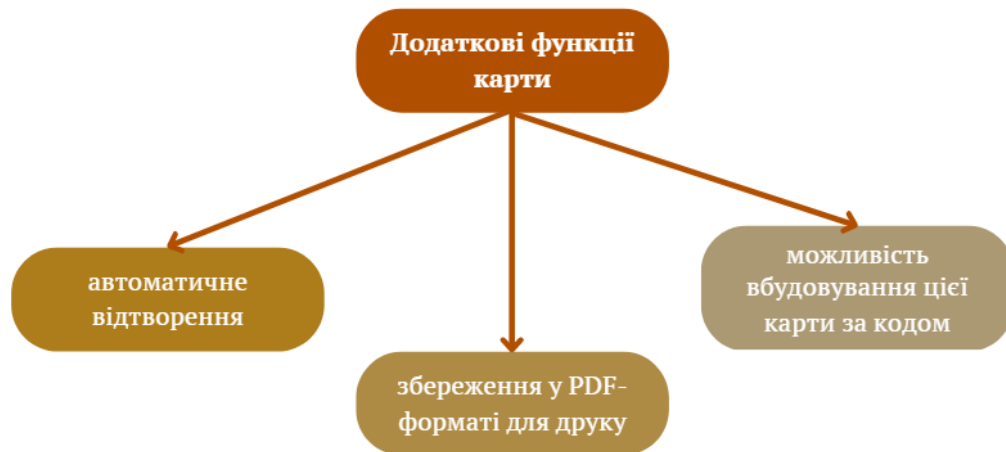 Додаткові функції
карти
автоматичне
відтворення
збереження у PDF-
форматі для друку
можливість
вбудовування цієї
карти за кодом